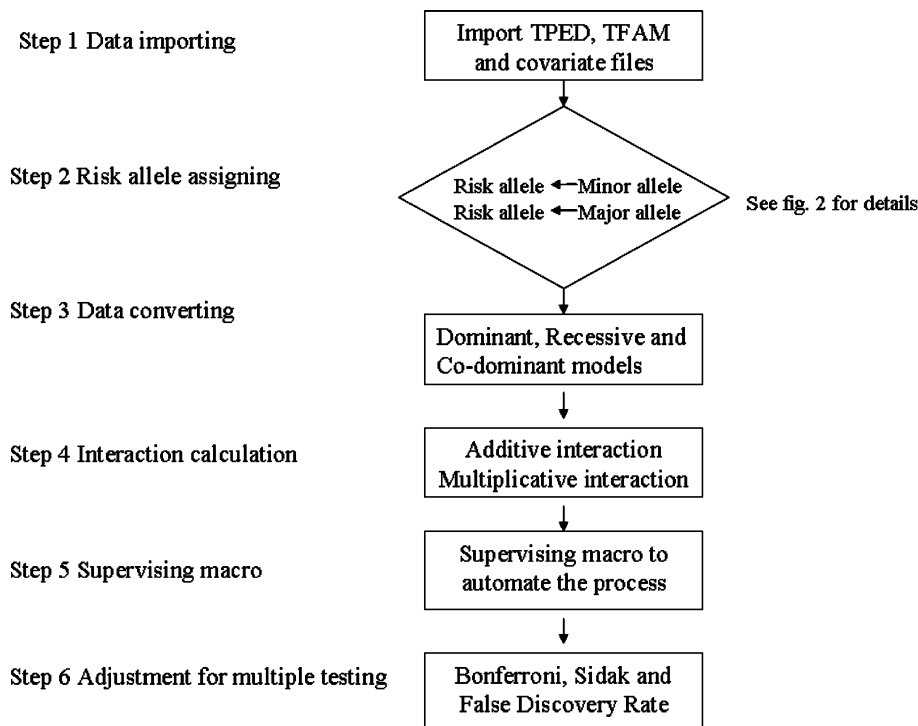 Step 1 Data importing
Import TPED, TFAM
and covariate files
Step 2 Risk allele assigning
Risk allele ←Minor allele
Risk allele ←Major allele
See fig. 2 for details
Step 3 Data converting
Dominant, Recessive and
Co-dominant models
Step 4 Interaction calculation
Additive interaction
Multiplicative interaction
Step 5 Supervising macro
Supervising macro to
automate the process
Step 6 Adjustment for multiple testing
Bonferroni, Sidak and
False Discovery Rate